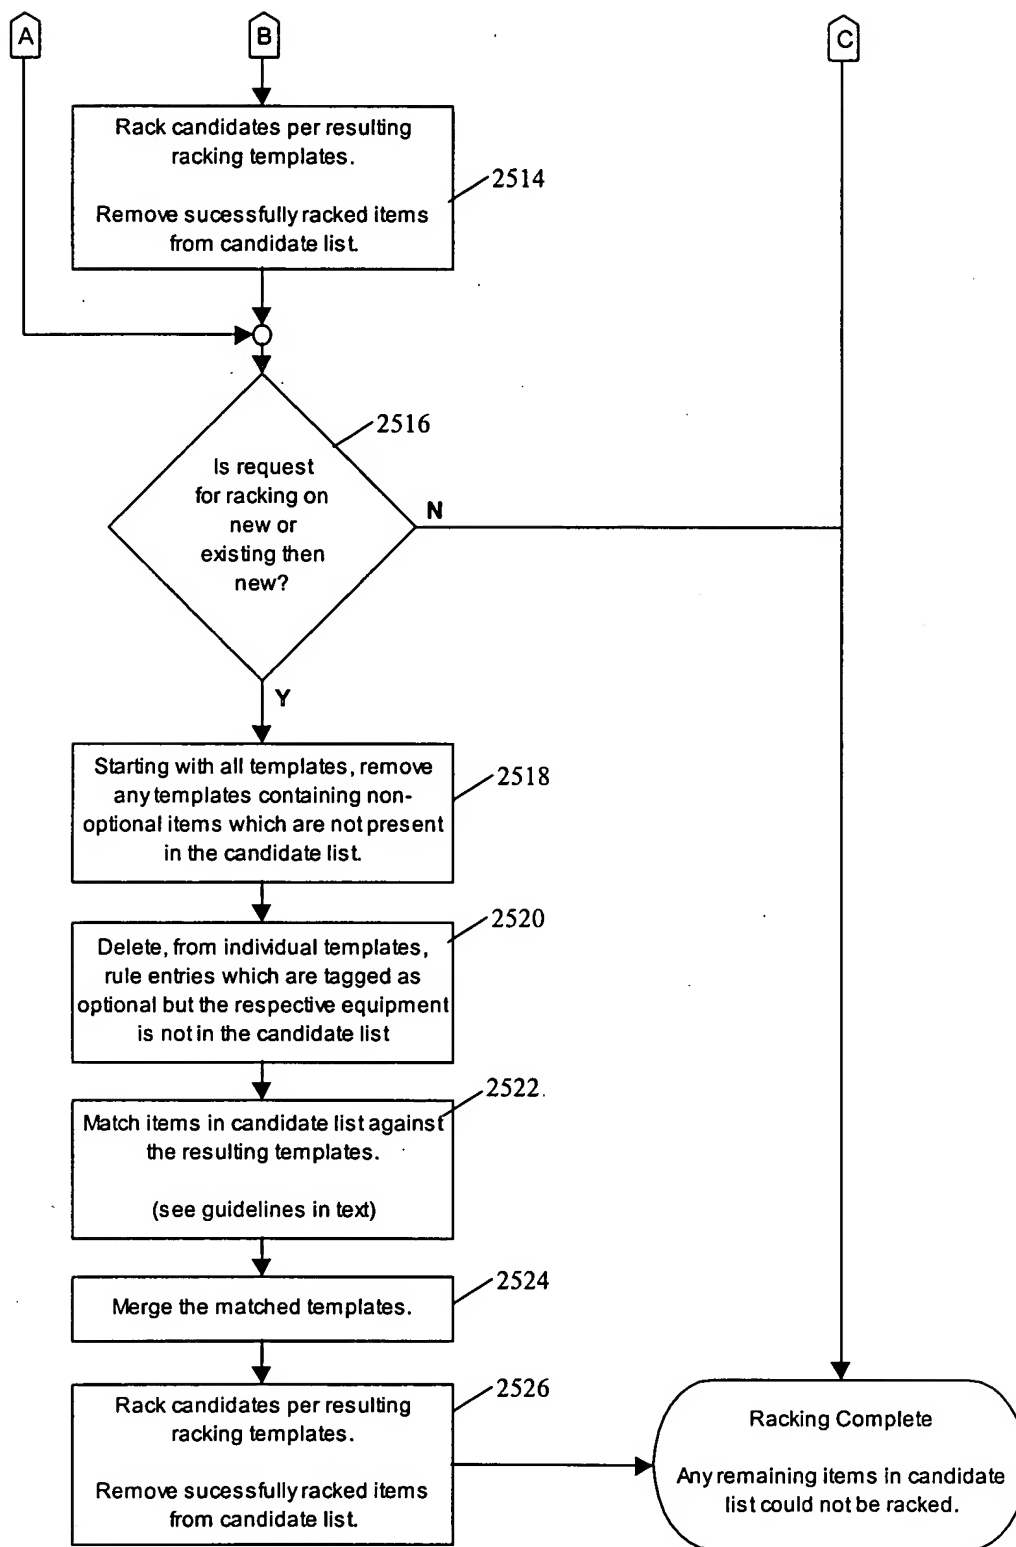 A
B
C
Rack candidates per resulting
racking templates.
Remove sucessfully racked items
from candidate list.
2514
2516
Is request
for racking on
new or
existing then
new?
N
Y
Starting with all templates, remove
any templates containing non-
optional items which are not present
in the candidate list.
2518
2520
Delete, from individual templates,
rule entries which are tagged as
optional but the respective equipment
is not in the candidate list
2522
Match items in candidate list against
the resulting templates.
(see guidelines in text)
2524
Merge the matched templates.
2526
Rack candidates per resulting
racking templates.
Remove sucessfully racked items
from candidate list.
Racking Complete
Any remaining items in candidate
list could not be racked.